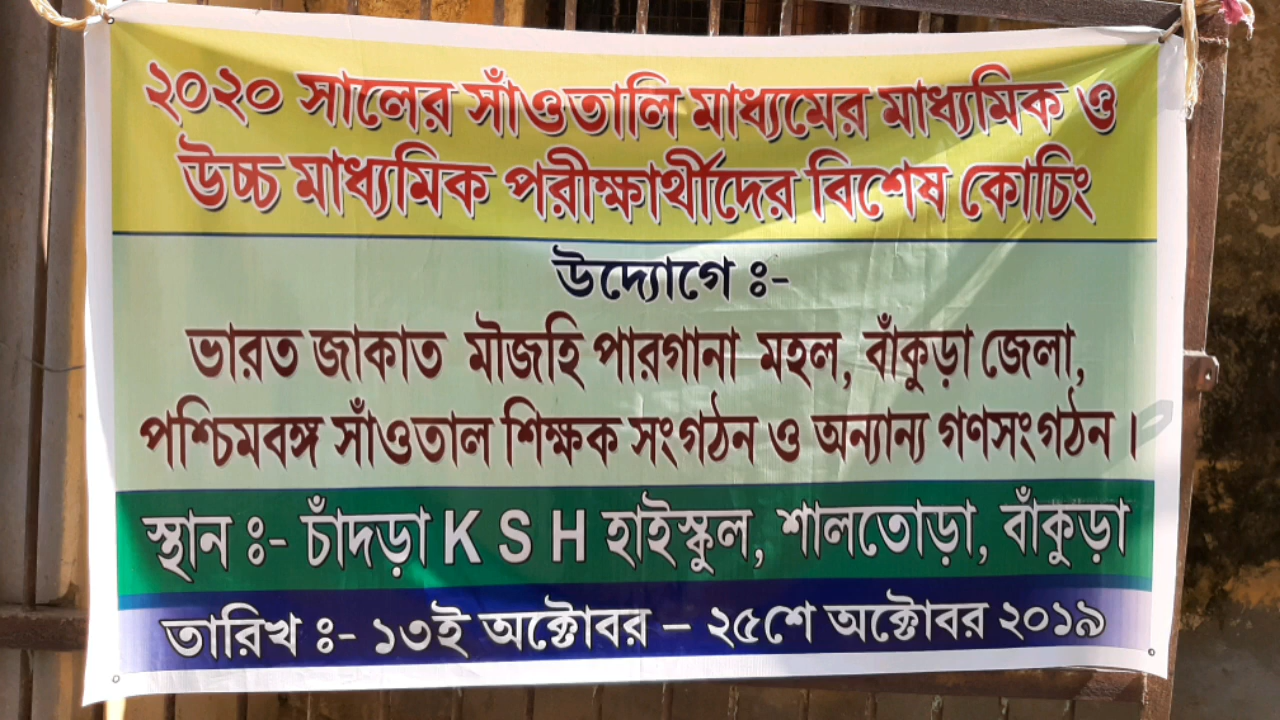 ২০২০ সালের সাঁওতালি মাধ্যমের মাধ্যমিক ও
উচ্চ মাধ্যমিক পরীক্ষার্থীদের বিশেষ কোচিং
উদ্যোগে ঃ-
ভারত জাকাত মীজহি পারগানা মহল, বাঁকুড়া জেলা,
পশ্চিমবঙ্গ সাঁওতাল শিক্ষক সংগঠন ও অন্যান্য গণসংগঠন।
স্থান ঃ- চাঁদড়া K S H হাইস্কুল, শালতোড়া, বাঁকুড়া
তারিখ ঃ- ১৩ই অক্টোবর – ২৫শে অক্টোবর ২০১৯